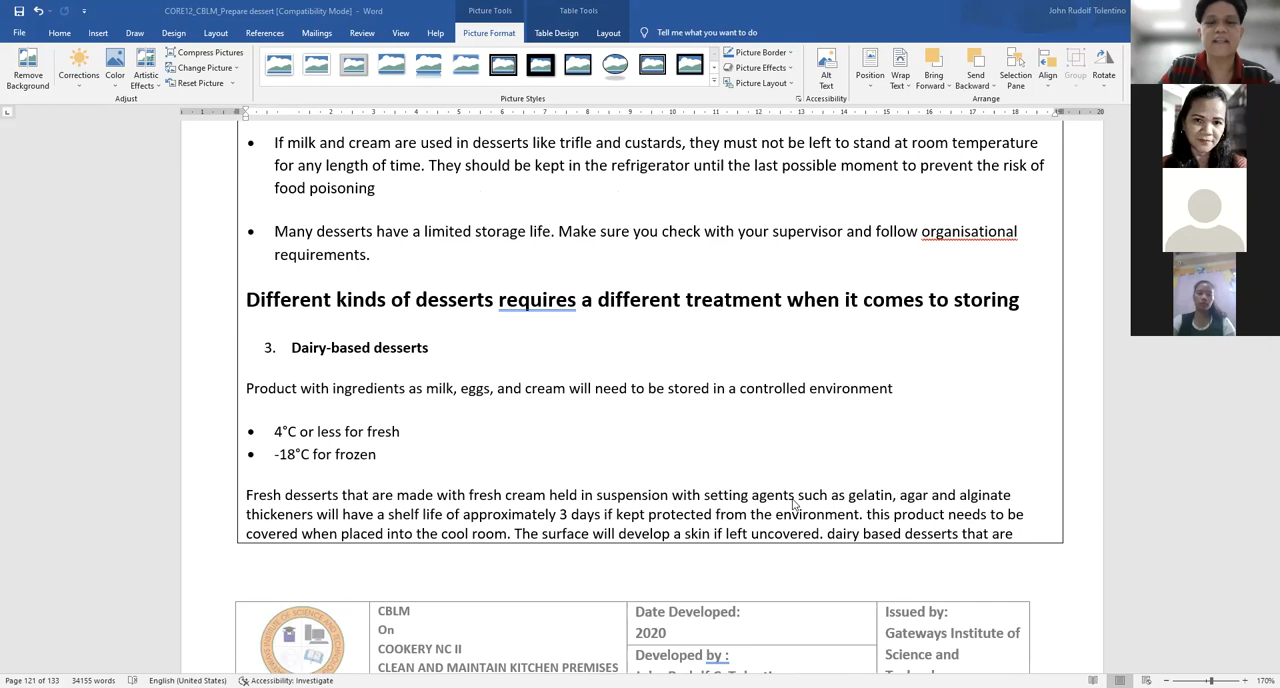 CORE12_CBLM_Prepare dessert [Compatibility Mode] - Word
Picture Tools
Table Tools
John Rudolf Tolentino
File Home Insert Draw Design Layout References Mailings Review View Help Picture Format Table Design Layout Tell me what you want to do
Remove Background
Corrections
Color
Artistic Effects
Compress Pictures
Change Picture
Reset Picture
Picture Border
Picture Effects
Picture Layout
Alt Text
Position
Wrap Text
Bring Forward
Send Backward
Selection Pane
Align
Group
Rotate
Adjust
Picture Styles
Accessibility
Arrange
• If milk and cream are used in desserts like trifle and custards, they must not be left to stand at room temperature
for any length of time. They should be kept in the refrigerator until the last possible moment to prevent the risk of
food poisoning
• Many desserts have a limited storage life. Make sure you check with your supervisor and follow organisational
requirements.
Different kinds of desserts requires a different treatment when it comes to storing
3. Dairy-based desserts
Product with ingredients as milk, eggs, and cream will need to be stored in a controlled environment
• 4°C or less for fresh
• -18°C for frozen
Fresh desserts that are made with fresh cream held in suspension with setting agents such as gelatin, agar and alginate
thickeners will have a shelf life of approximately 3 days if kept protected from the environment. this product needs to be
covered when placed into the cool room. The surface will develop a skin if left uncovered. dairy based desserts that are
CBLM
On
COOKERY NC II
CLEAN AND MAINTAIN KITCHEN PREMISES
Date Developed:
2020
Developed by :
Issued by:
Gateways Institute of
Science and
Page 121 of 133 34155 words English (United States) Accessibility: Investigate 170%